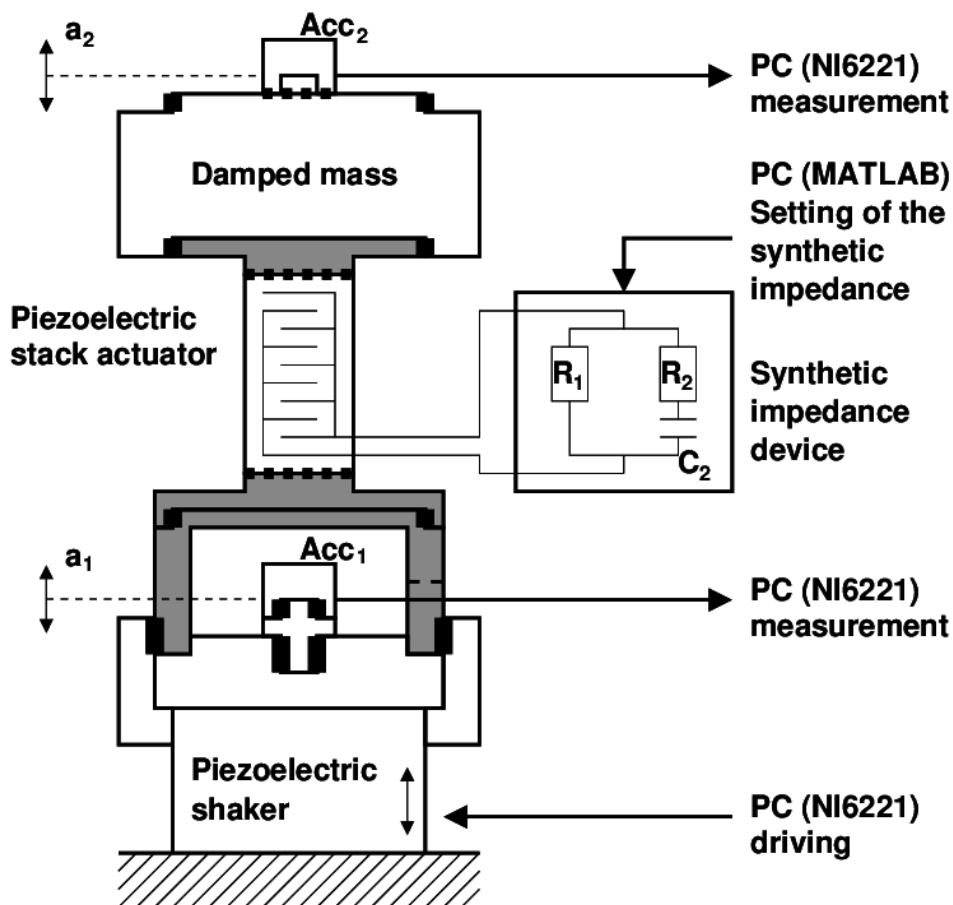 a2
Acc2
PC (NI6221)
measurement
Damped mass
PC (MATLAB)
Setting of the
synthetic
impedance
Piezoelectric
stack actuator
R1
R2
C2
Synthetic
impedance
device
a1
Acc1
PC (NI6221)
measurement
Piezoelectric
shaker
PC (NI6221)
driving